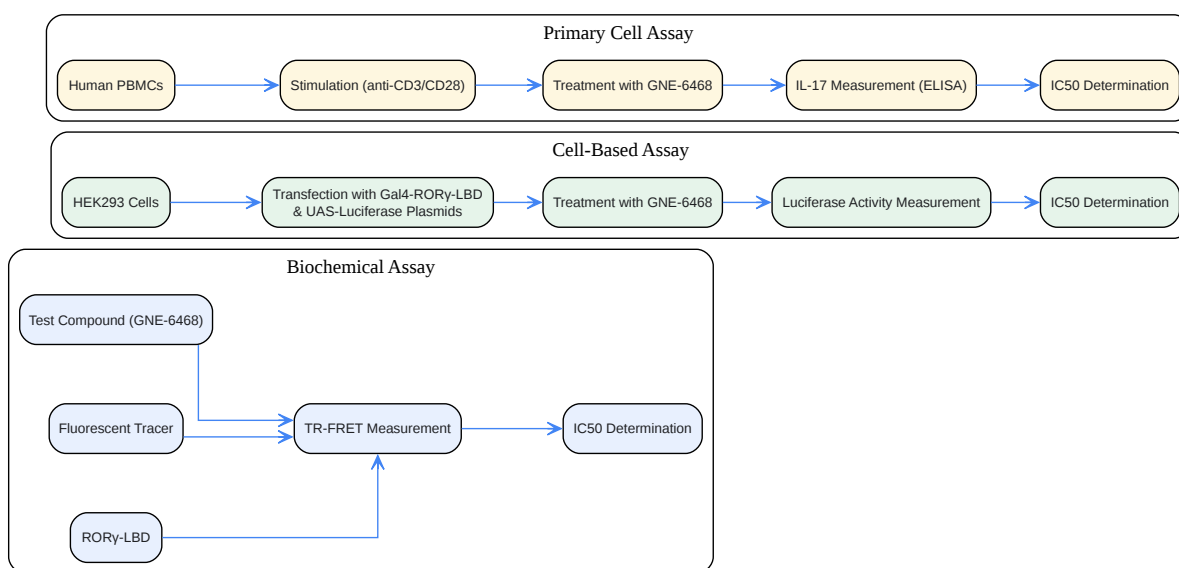 Primary Cell Assay
Human PBMCs
Stimulation (anti-CD3/CD28)
Treatment with GNE-6468
IL-17 Measurement (ELISA)
IC50 Determination
Cell-Based Assay
HEK293 Cells
Transfection with Gal4-RORγ-LBD
& UAS-Luciferase Plasmids
Treatment with GNE-6468
Luciferase Activity Measurement
IC50 Determination
Biochemical Assay
Test Compound (GNE-6468)
Fluorescent Tracer
TR-FRET Measurement
IC50 Determination
RORγ-LBD